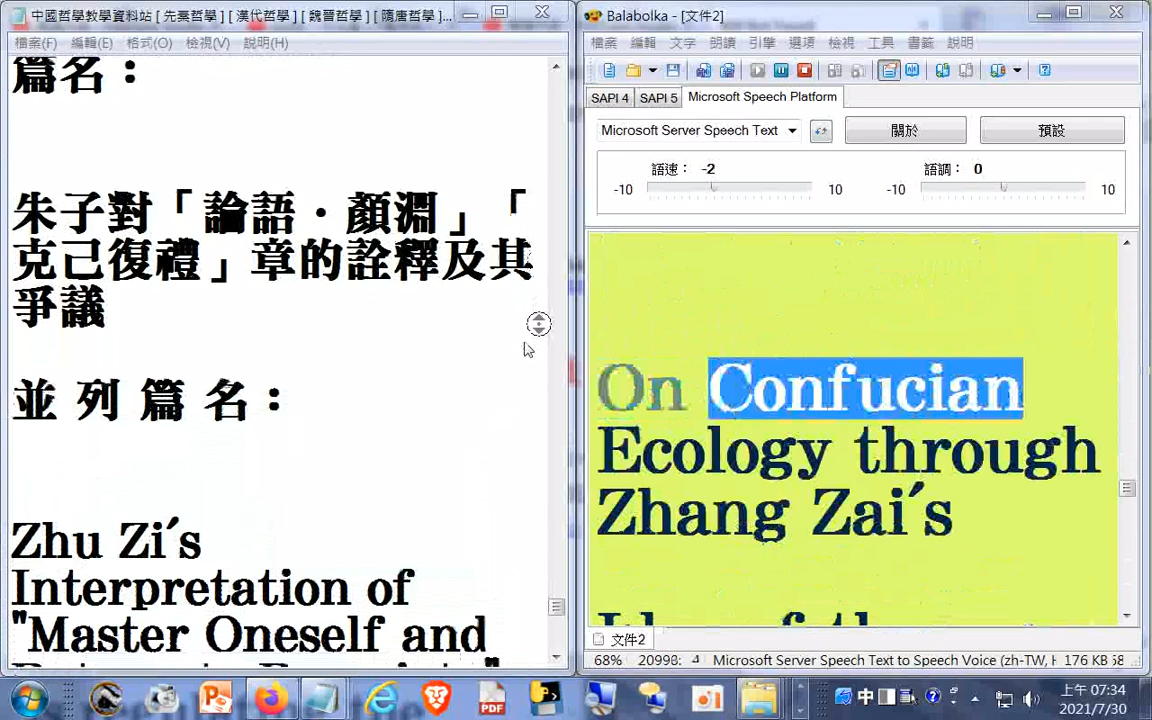 中國哲學教學資料站 [ 先秦哲學 ] [ 漢代哲學 ] [ 魏晉哲學 ] [ 隋唐哲學 ]...
檔案(F) 編輯(E) 格式(O) 檢視(V) 說明(H)
篇名：
朱子對「論語．顏淵」「
克己復禮」章的詮釋及其
爭議
並 列 篇 名：
Zhu Zi's
Interpretation of
"Master Oneself and
Balabolka - [文件2]
檔案 編輯 文字 朗讀 引擎 選項 檢視 工具 書籤 說明
SAPI 4 SAPI 5 Microsoft Speech Platform
Microsoft Server Speech Text 關於 預設
語速： -2 語調： 0
-10 10 -10 10
On Confucian
Ecology through
Zhang Zai's
文件2
68% 20998: Microsoft Server Speech Text to Speech Voice (zh-TW, H 176 KB
中
上午 07:34
2021/7/30